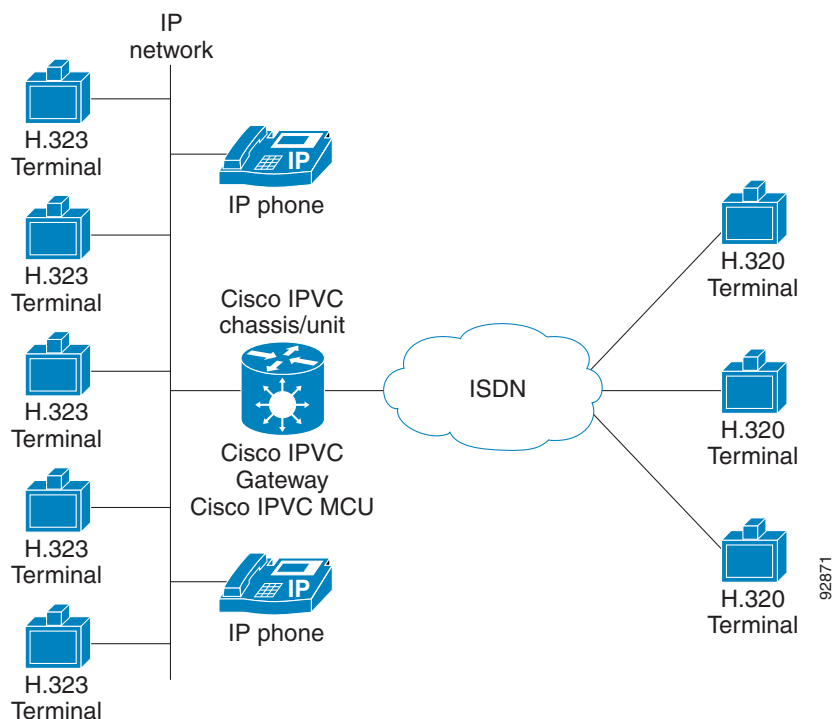 IP
network
H.323
Terminal
IP
IP phone
H.323
Terminal
H.323
Terminal
H.323
Terminal
H.323
Terminal
Cisco IPVC
chassis/unit
Cisco IPVC
Gateway
Cisco IPVC MCU
IP
IP phone
ISDN
H.320
Terminal
H.320
Terminal
H.320
Terminal
92871